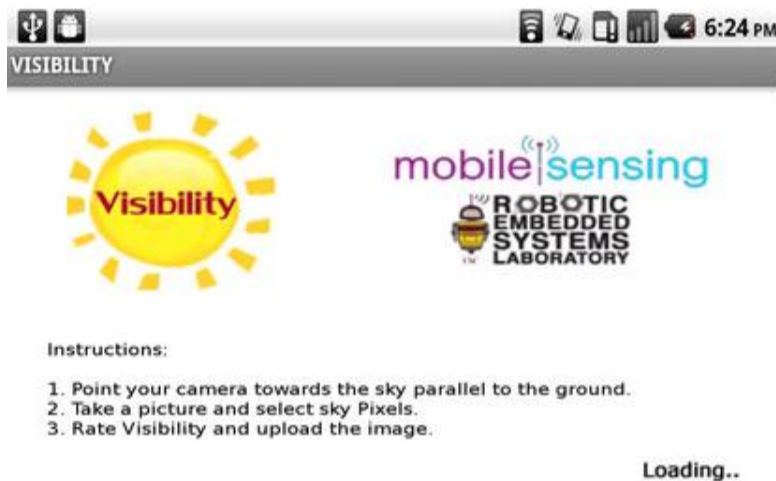 6:24 PM
VISIBILITY
Visibility
mobile sensing
ROBOTIC
EMBEDDED
SYSTEMS
LABORATORY
Instructions:
1. Point your camera towards the sky parallel to the ground.
2. Take a picture and select sky Pixels.
3. Rate Visibility and upload the image.
Loading..